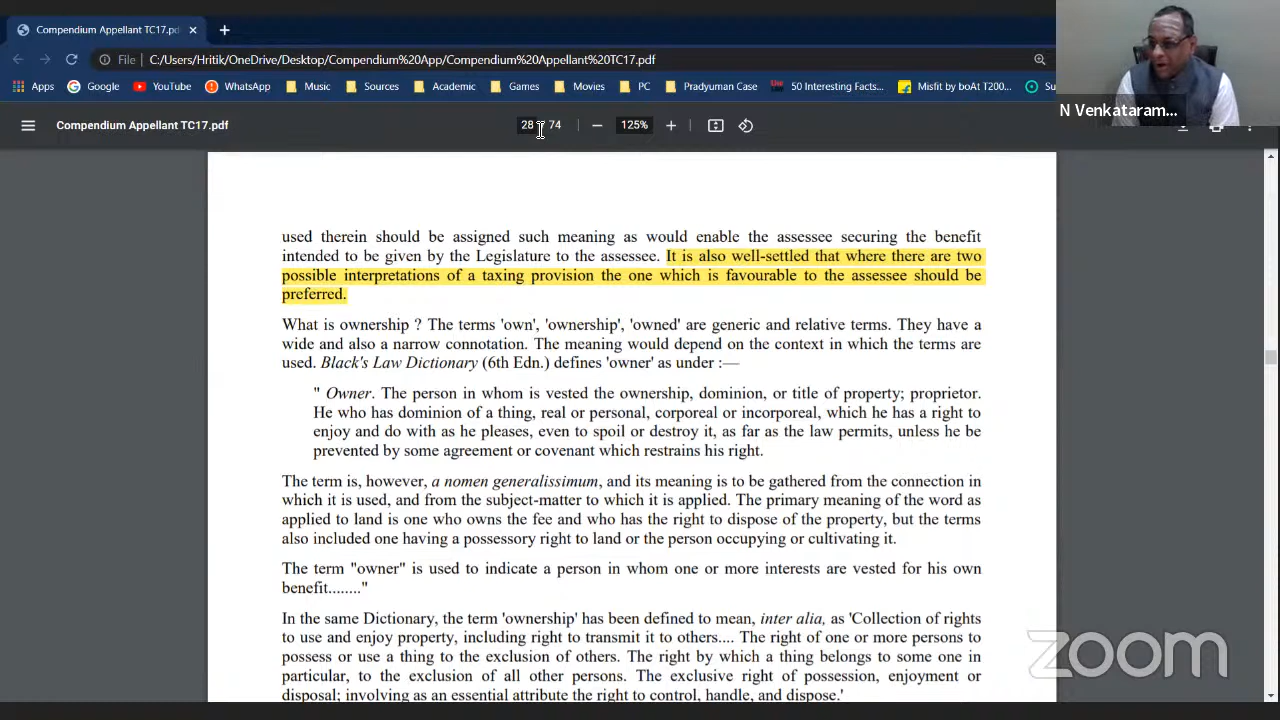 Compendium Appellant TC17.pd
File
C:/Users/Hritik/OneDrive/Desktop/Compendium%20App/Compendium%20Appellant%20TC17.pdf
Apps Google YouTube WhatsApp Music Sources Academic Games Movies PC Pradyuman Case 50 Interesting Facts... Misfit by boAt T200... Su
N Venkataram...
Compendium Appellant TC17.pdf
28 74 125%
used therein should be assigned such meaning as would enable the assessee securing the benefit
intended to be given by the Legislature to the assessee. It is also well-settled that where there are two
possible interpretations of a taxing provision the one which is favourable to the assessee should be
preferred.
What is ownership ? The terms 'own', 'ownership', 'owned' are generic and relative terms. They have a
wide and also a narrow connotation. The meaning would depend on the context in which the terms are
used. Black's Law Dictionary (6th Edn.) defines 'owner' as under :—
" Owner. The person in whom is vested the ownership, dominion, or title of property; proprietor.
He who has dominion of a thing, real or personal, corporeal or incorporeal, which he has a right to
enjoy and do with as he pleases, even to spoil or destroy it, as far as the law permits, unless he be
prevented by some agreement or covenant which restrains his right.
The term is, however, a nomen generalissimum, and its meaning is to be gathered from the connection in
which it is used, and from the subject-matter to which it is applied. The primary meaning of the word as
applied to land is one who owns the fee and who has the right to dispose of the property, but the terms
also included one having a possessory right to land or the person occupying or cultivating it.
The term "owner" is used to indicate a person in whom one or more interests are vested for his own
benefit........"
In the same Dictionary, the term 'ownership' has been defined to mean, inter alia, as 'Collection of rights
to use and enjoy property, including right to transmit it to others.... The right of one or more persons to
possess or use a thing to the exclusion of others. The right by which a thing belongs to some one in
particular, to the exclusion of all other persons. The exclusive right of possession, enjoyment or
disposal; involving as an essential attribute the right to control, handle, and dispose.'
zoom